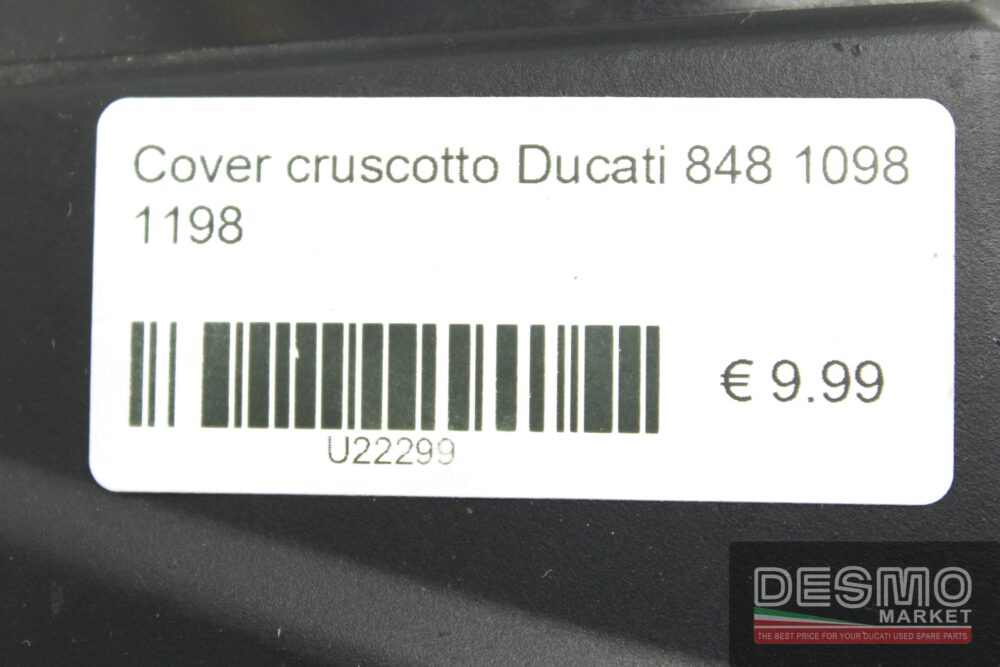 Cover cruscotto Ducati 848 1098
1198
€ 9.99
U22299
DESMO
MARKET
THE BEST PRICE FOR YOUR DUCATI USED SPARE PARTS